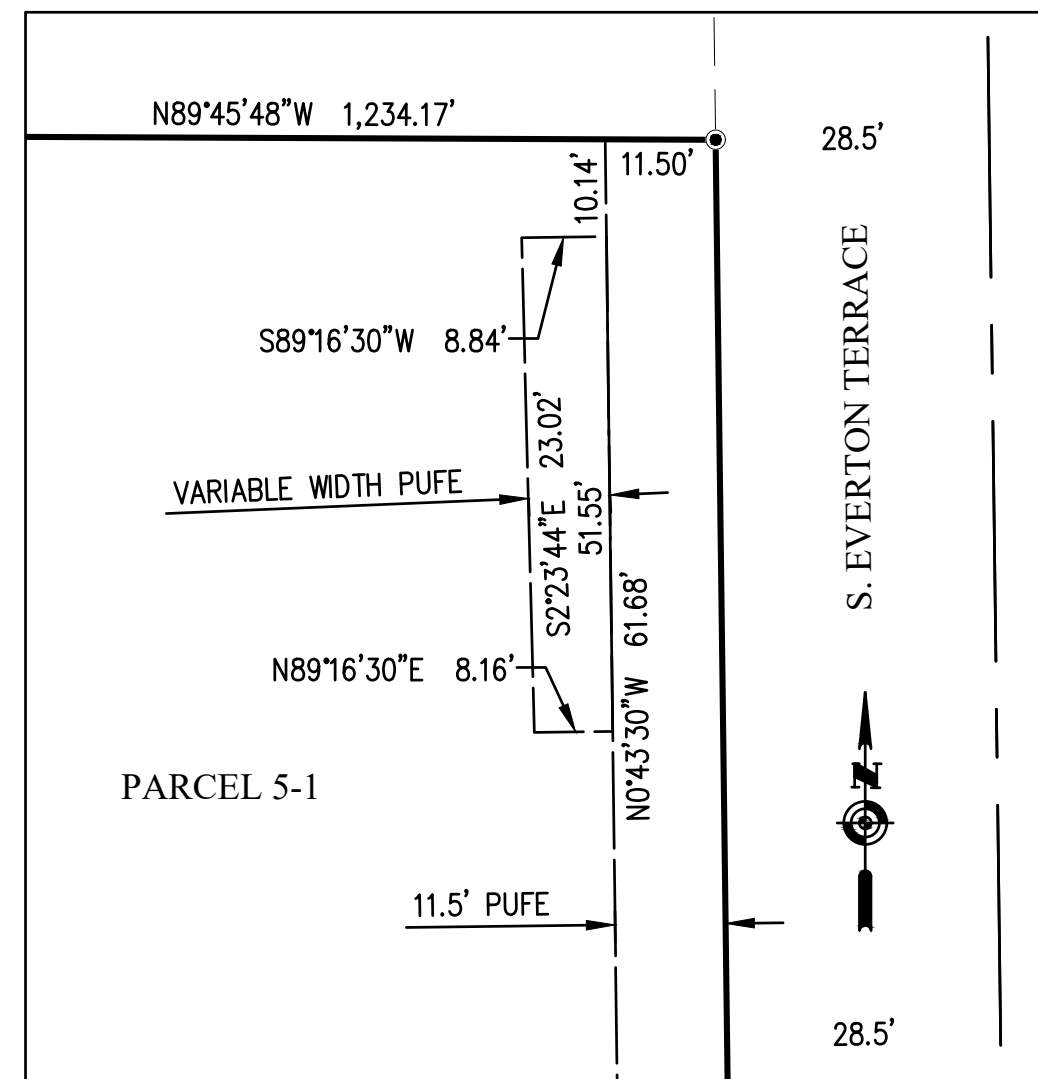 N89°45'48"W 1,234.17'
28.5'
11.50'
10.14'
S89°16'30"W 8.84'
S. EVERTON TERRACE
S2°23'44"E 23.02'
51.55'
VARIABLE WIDTH PUFE
N0°43'30"W 61.68'
N89°16'30"E 8.16'
N
PARCEL 5-1
11.5' PUFE
28.5'